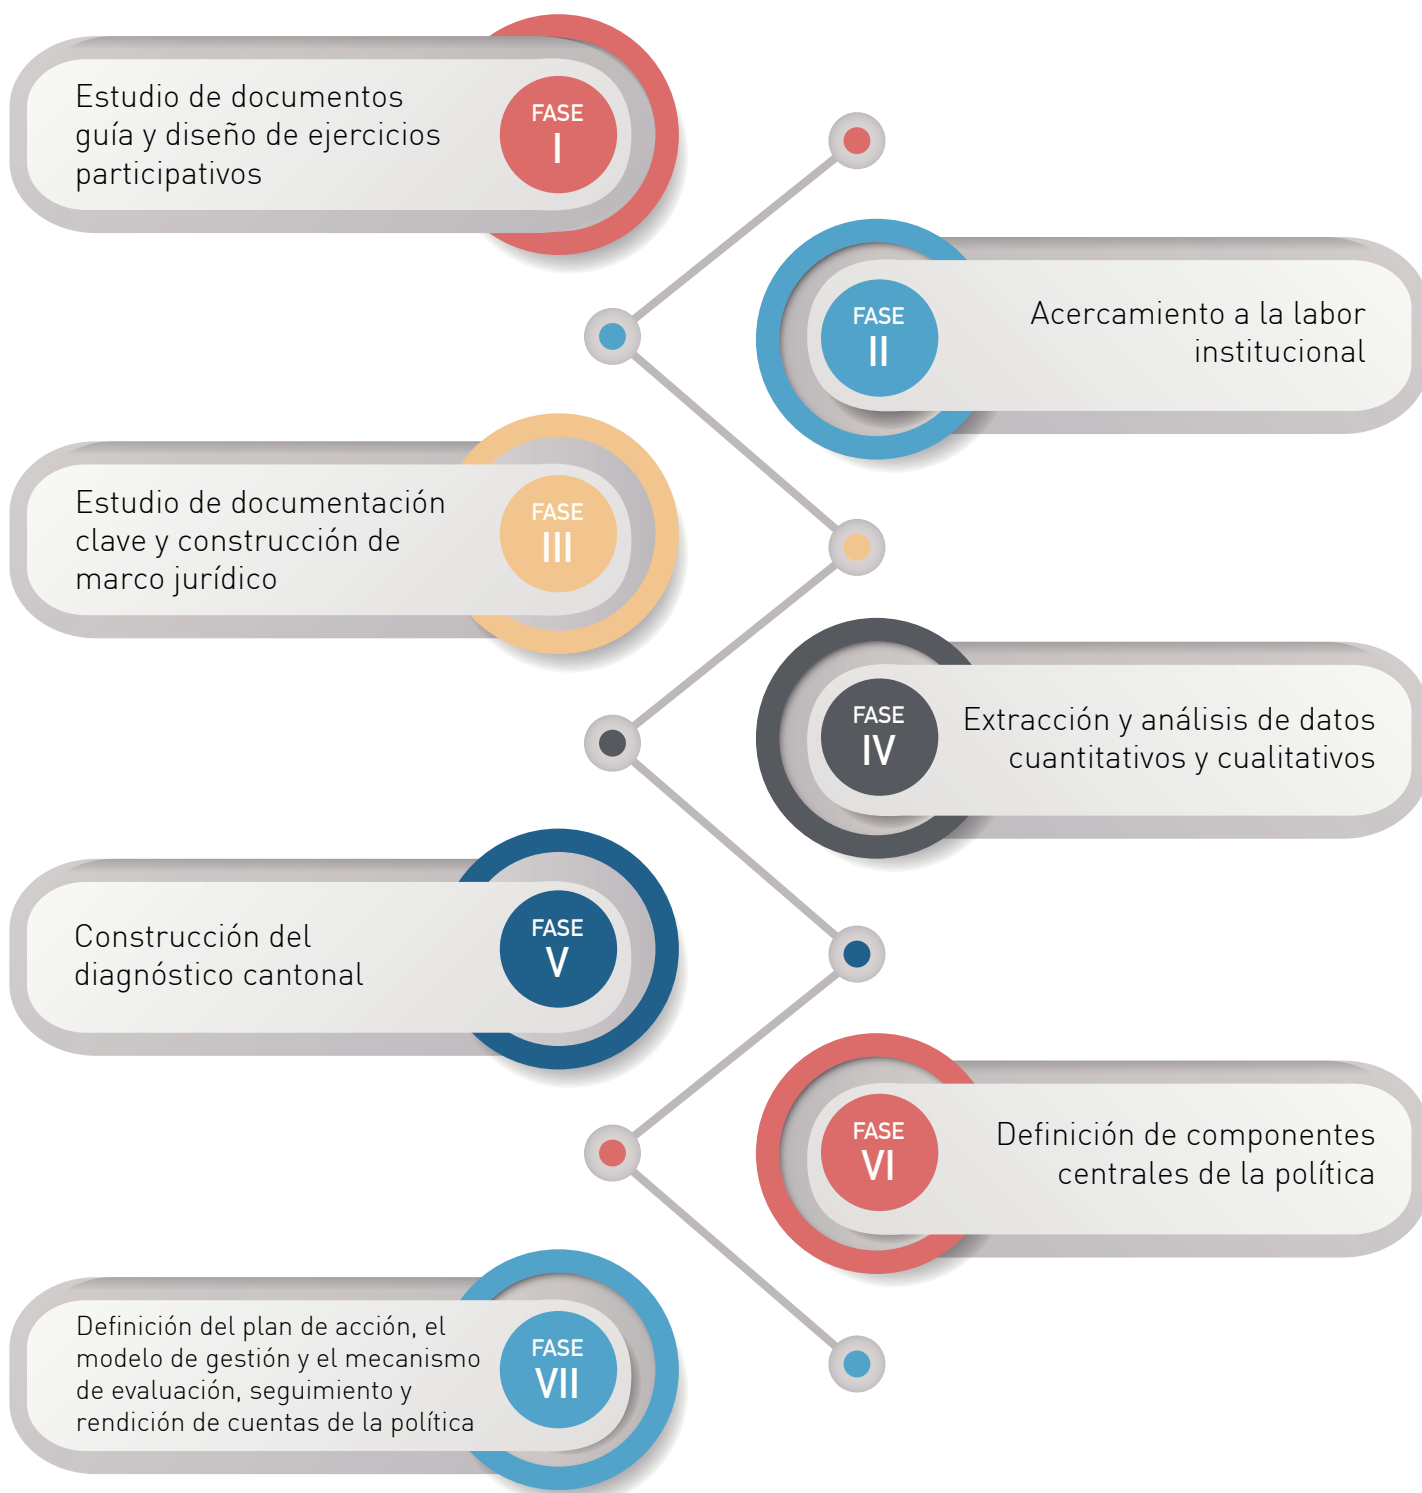 Estudio de documentos
guía y diseño de ejercicios
participativos
FASE
I
FASE
II
Acercamiento a la labor
institucional
Estudio de documentación
clave y construcción de
marco jurídico
FASE
III
FASE
IV
Extracción y análisis de datos
cuantitativos y cualitativos
Construcción del
diagnóstico cantonal
FASE
V
FASE
VI
Definición de componentes
centrales de la política
Definición del plan de acción, el
modelo de gestión y el mecanismo
de evaluación, seguimiento y
rendición de cuentas de la política
FASE
VII